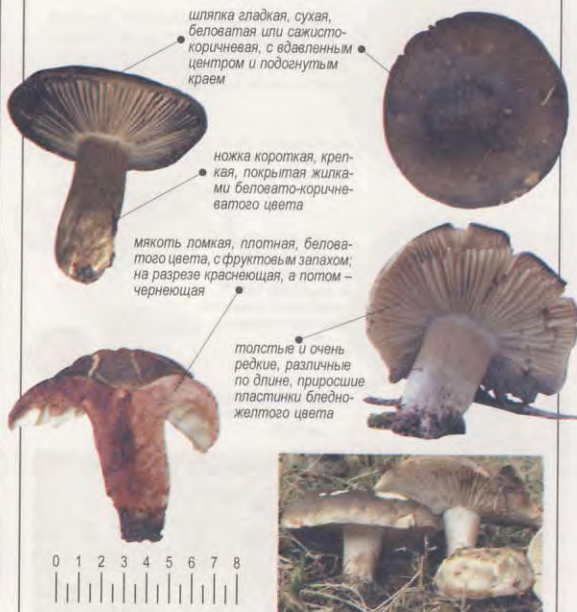 шляпка гладкая, сухая,
беловатая или сажисто-
коричневая, с вдавленным
центром и подогнутым
краем
ножка короткая, креп-
кая, покрытая жилка-
ми беловато-коричне-
ватого цвета
мякоть ломкая, плотная, белова-
того цвета, с фруктовым запахом;
на разрезе краснеющая, а потом –
чернеющая
толстые и очень
редкие, различные
по длине, приросшие
пластинки бледно-
желтого цвета
0 1 2 3 4 5 6 7 8